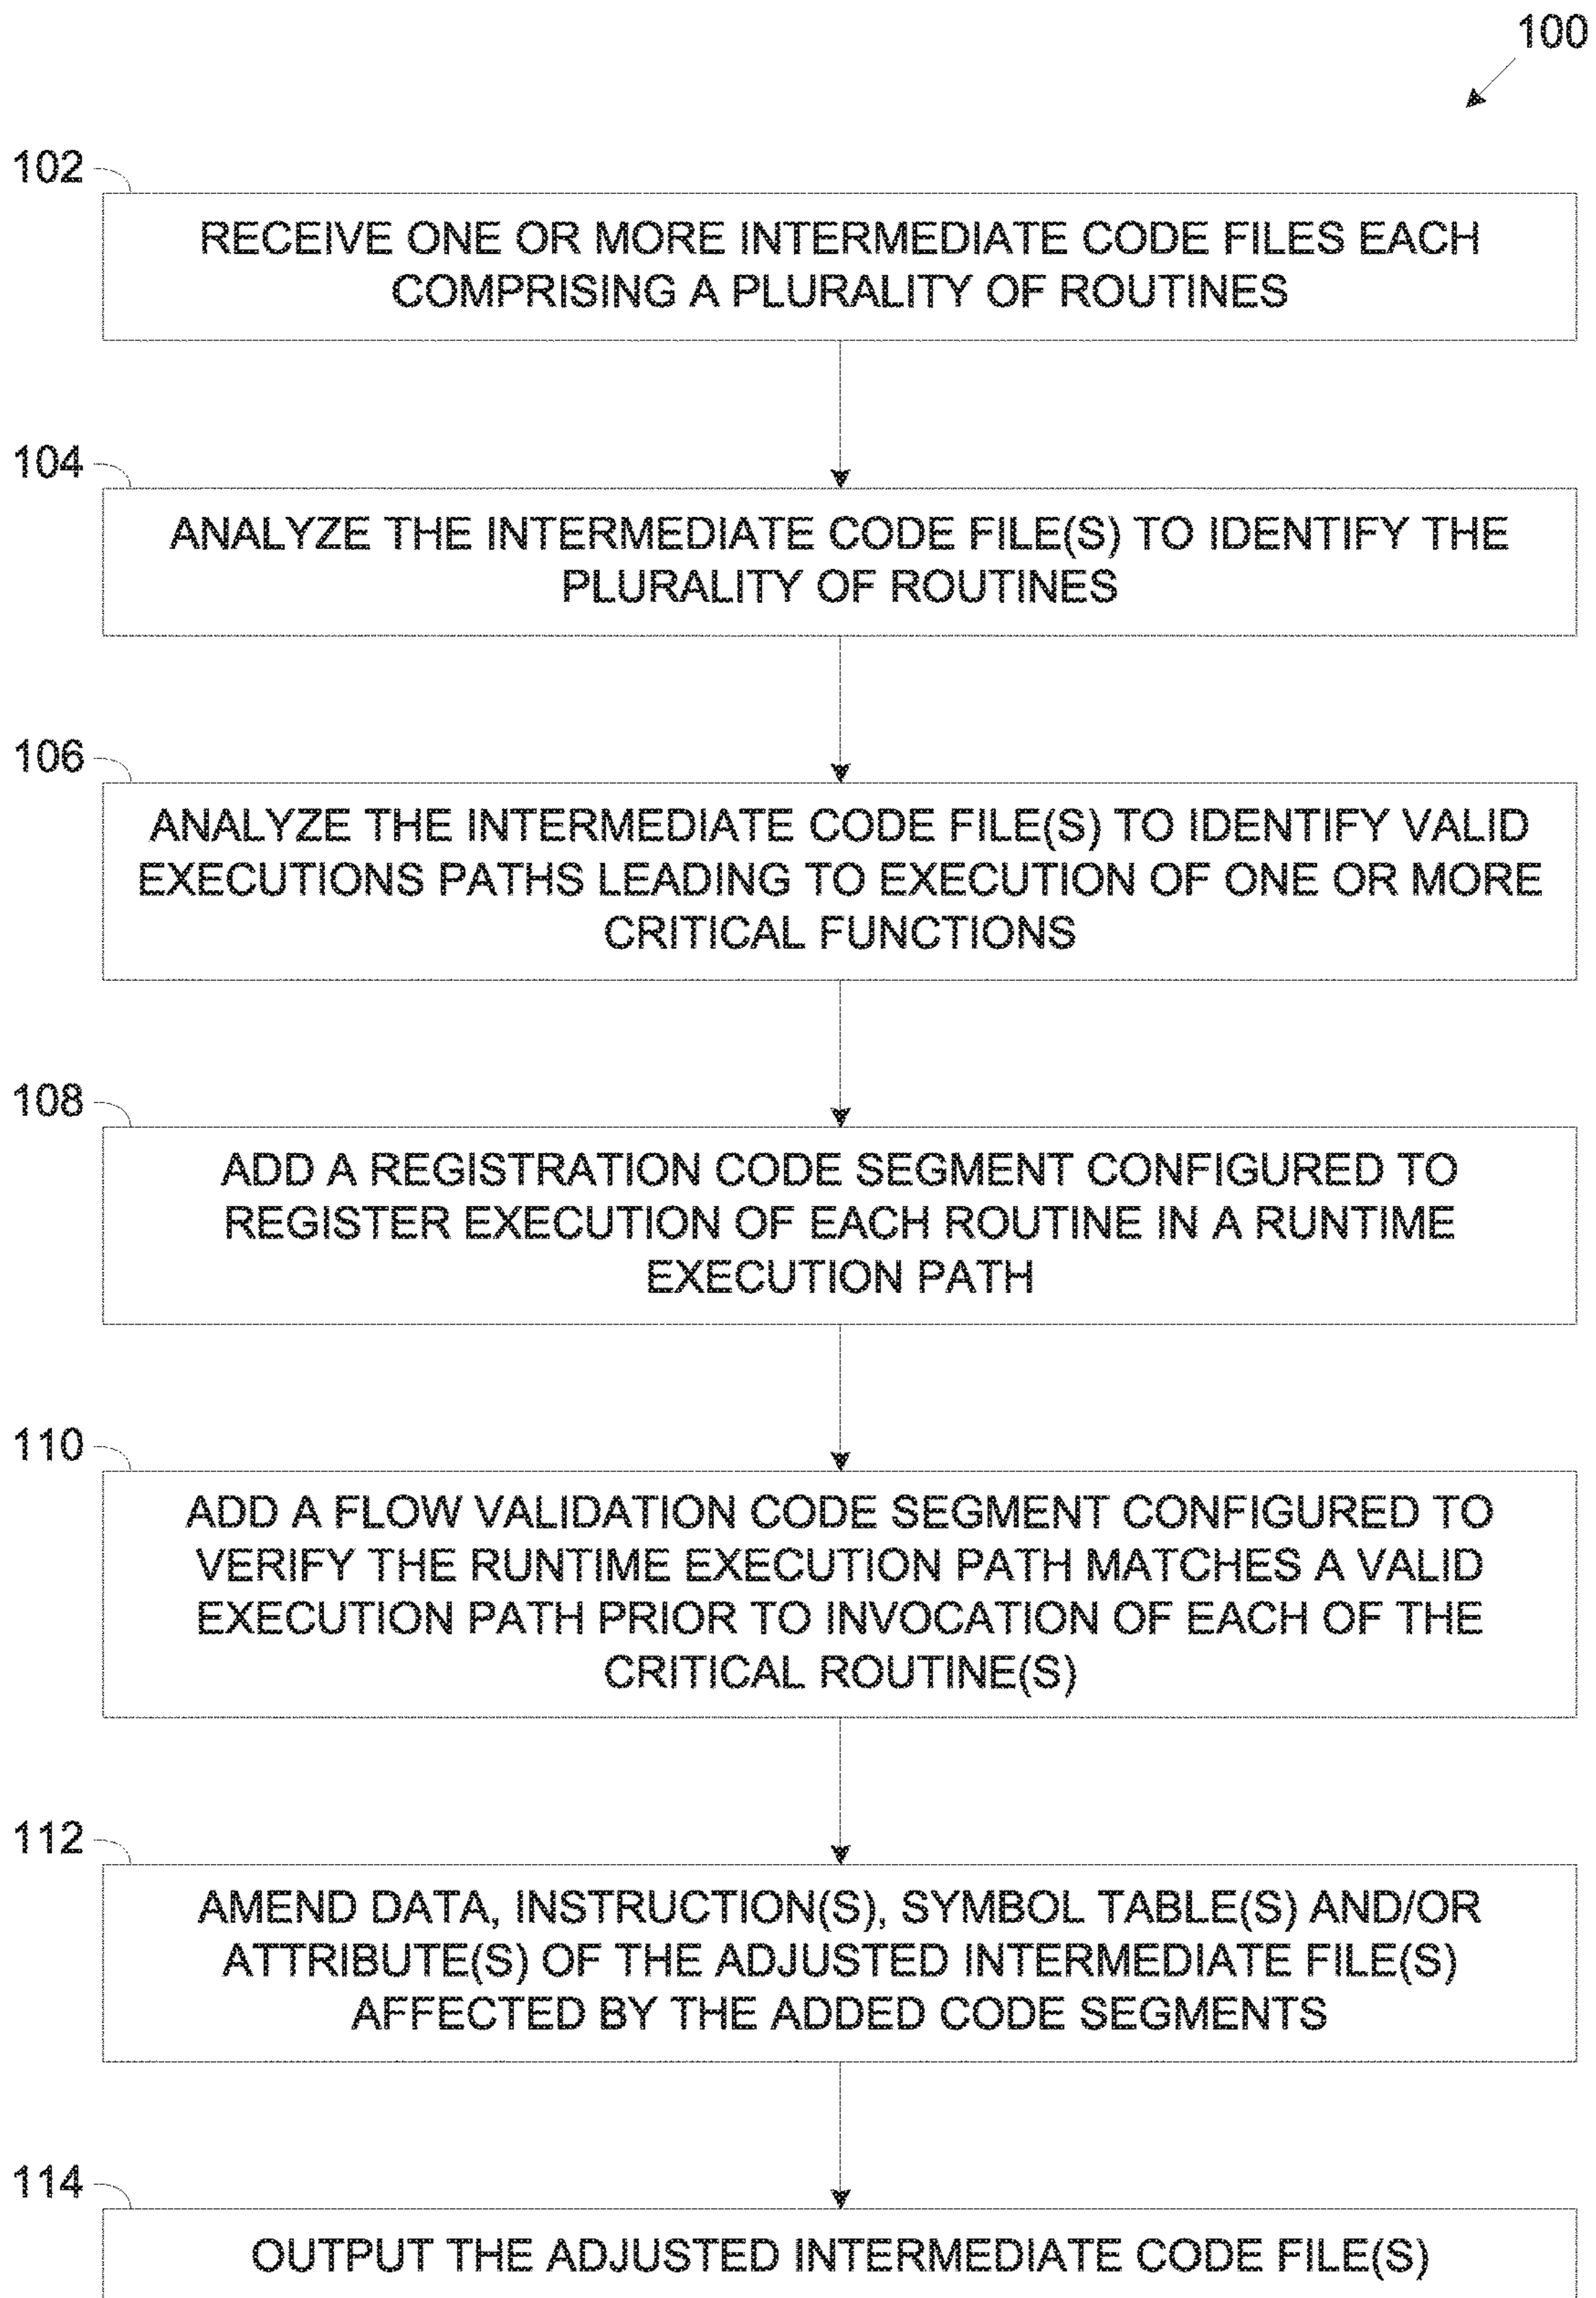 100
102
RECEIVE ONE OR MORE INTERMEDIATE CODE FILES EACH
COMPRISING A PLURALITY OF ROUTINES
104
ANALYZE THE INTERMEDIATE CODE FILE(S) TO IDENTIFY THE
PLURALITY OF ROUTINES
106
ANALYZE THE INTERMEDIATE CODE FILE(S) TO IDENTIFY VALID
EXECUTIONS PATHS LEADING TO EXECUTION OF ONE OR MORE
CRITICAL FUNCTIONS
108
ADD A REGISTRATION CODE SEGMENT CONFIGURED TO
REGISTER EXECUTION OF EACH ROUTINE IN A RUNTIME
EXECUTION PATH
110
ADD A FLOW VALIDATION CODE SEGMENT CONFIGURED TO
VERIFY THE RUNTIME EXECUTION PATH MATCHES A VALID
EXECUTION PATH PRIOR TO INVOCATION OF EACH OF THE
CRITICAL ROUTINE(S)
112
AMEND DATA, INSTRUCTION(S), SYMBOL TABLE(S) AND/OR
ATTRIBUTE(S) OF THE ADJUSTED INTERMEDIATE FILE(S)
AFFECTED BY THE ADDED CODE SEGMENTS
114
OUTPUT THE ADJUSTED INTERMEDIATE CODE FILE(S)